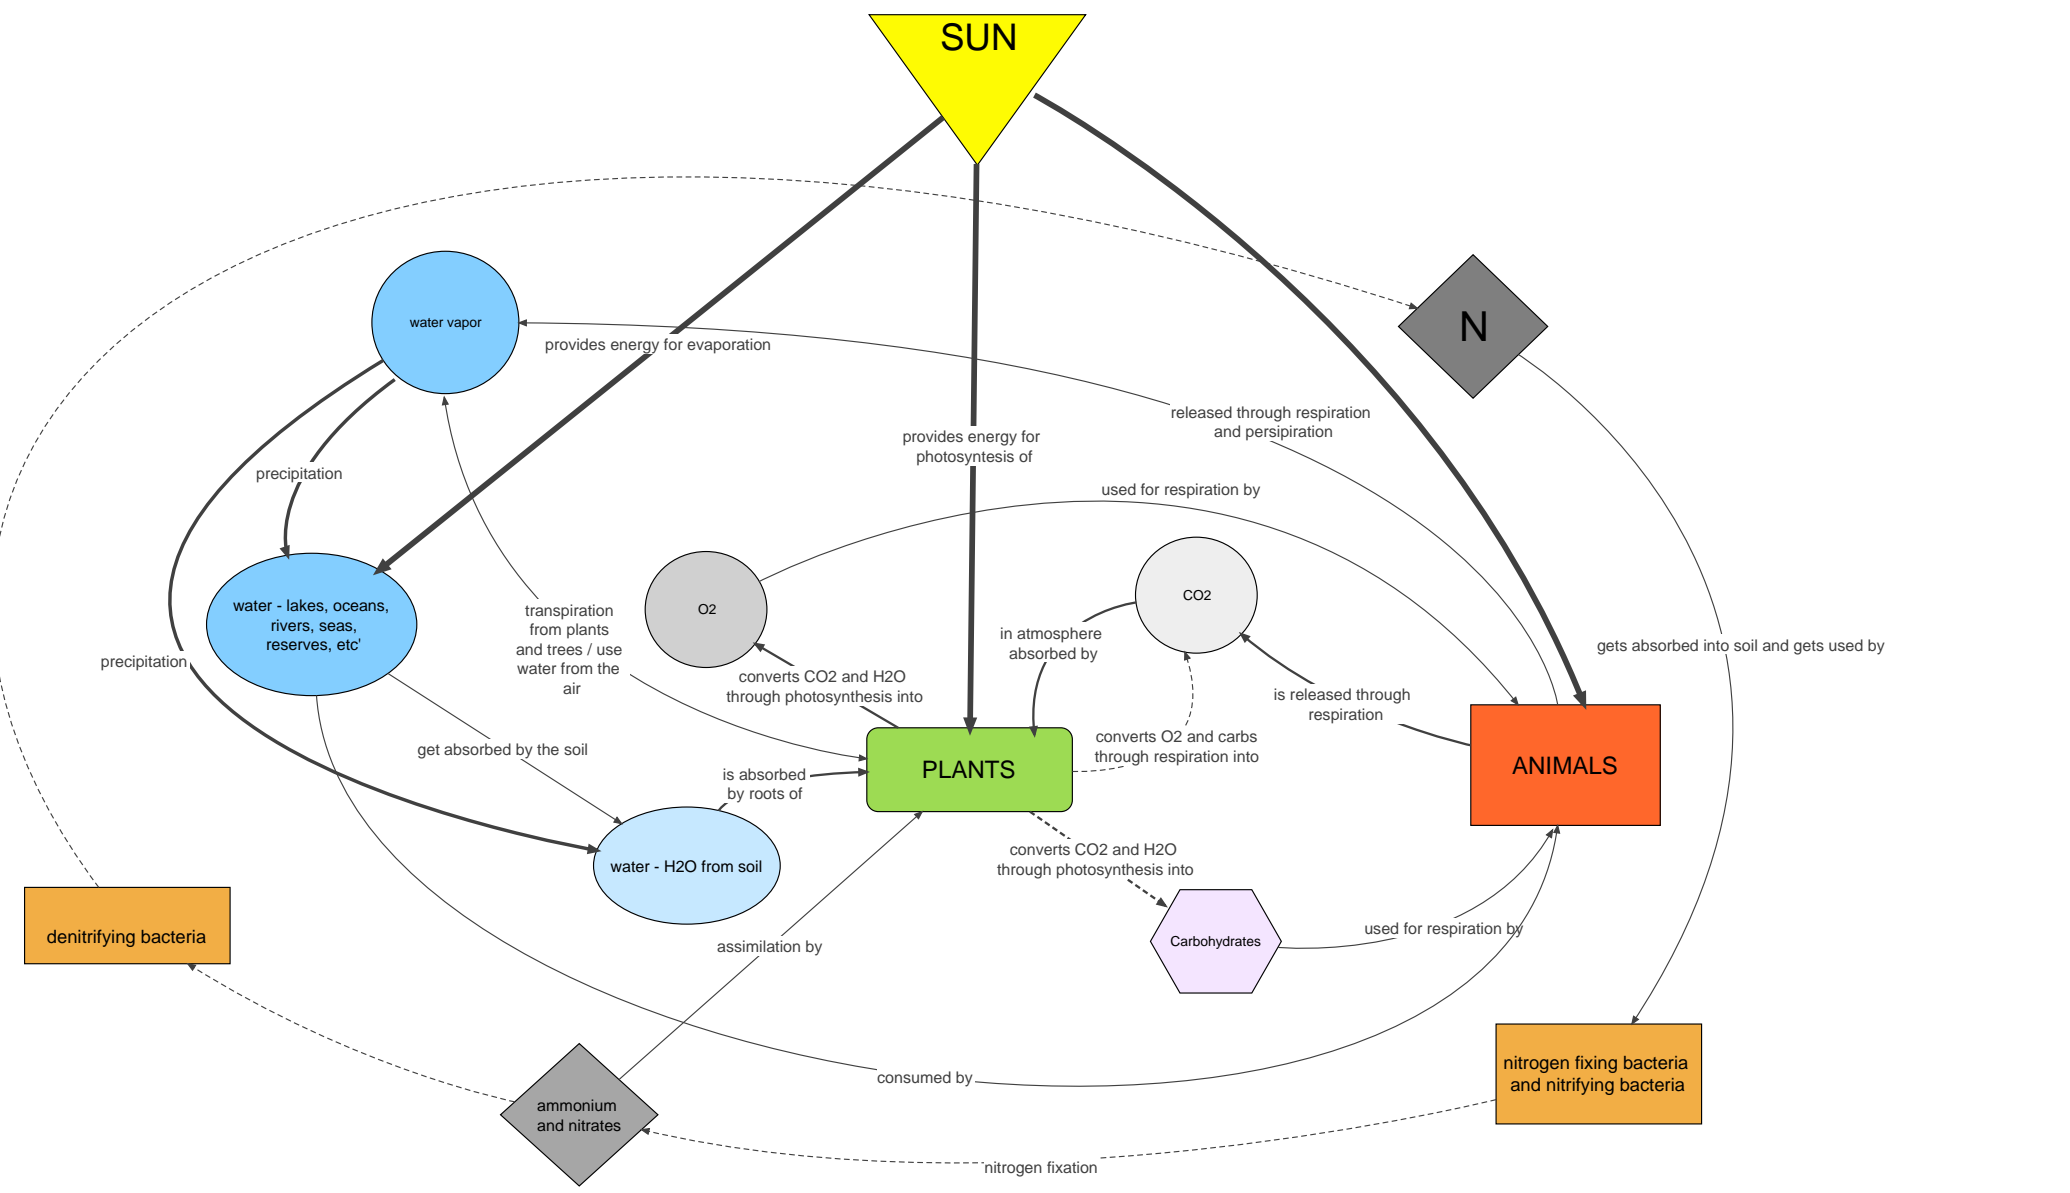 SUN
water vapor
provides energy for evaporation
N
released through respiration
and persipiration
provides energy for
photosyntesis of
precipitation
used for respiration by
water - lakes, oceans,
rivers, seas,
reserves, etc'
transpiration
from plants
and trees / use
water from the
air
O2
CO2
in atmosphere
absorbed by
gets absorbed into soil and gets used by
precipitation
converts CO2 and H2O
through photosynthesis into
is released through
respiration
get absorbed by the soil
converts O2 and carbs
through respiration into
PLANTS
ANIMALS
is absorbed
by roots of
water - H2O from soil
converts CO2 and H2O
through photosynthesis into
denitrifying bacteria
assimilation by
Carbohydrates
used for respiration by
consumed by
nitrogen fixing bacteria
and nitrifying bacteria
ammonium
and nitrates
nitrogen fixation